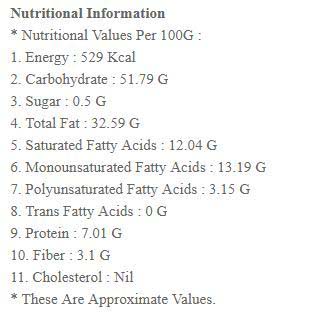 Nutritional Information
* Nutritional Values Per 100G :
1. Energy : 529 Kcal
2. Carbohydrate : 51.79 G
3. Sugar : 0.5 G
4. Total Fat : 32.59 G
5. Saturated Fatty Acids : 12.04 G
6. Monounsaturated Fatty Acids : 13.19 G
7. Polyunsaturated Fatty Acids : 3.15 G
8. Trans Fatty Acids : 0 G
9. Protein : 7.01 G
10. Fiber : 3.1 G
11. Cholesterol : Nil
* These Are Approximate Values.